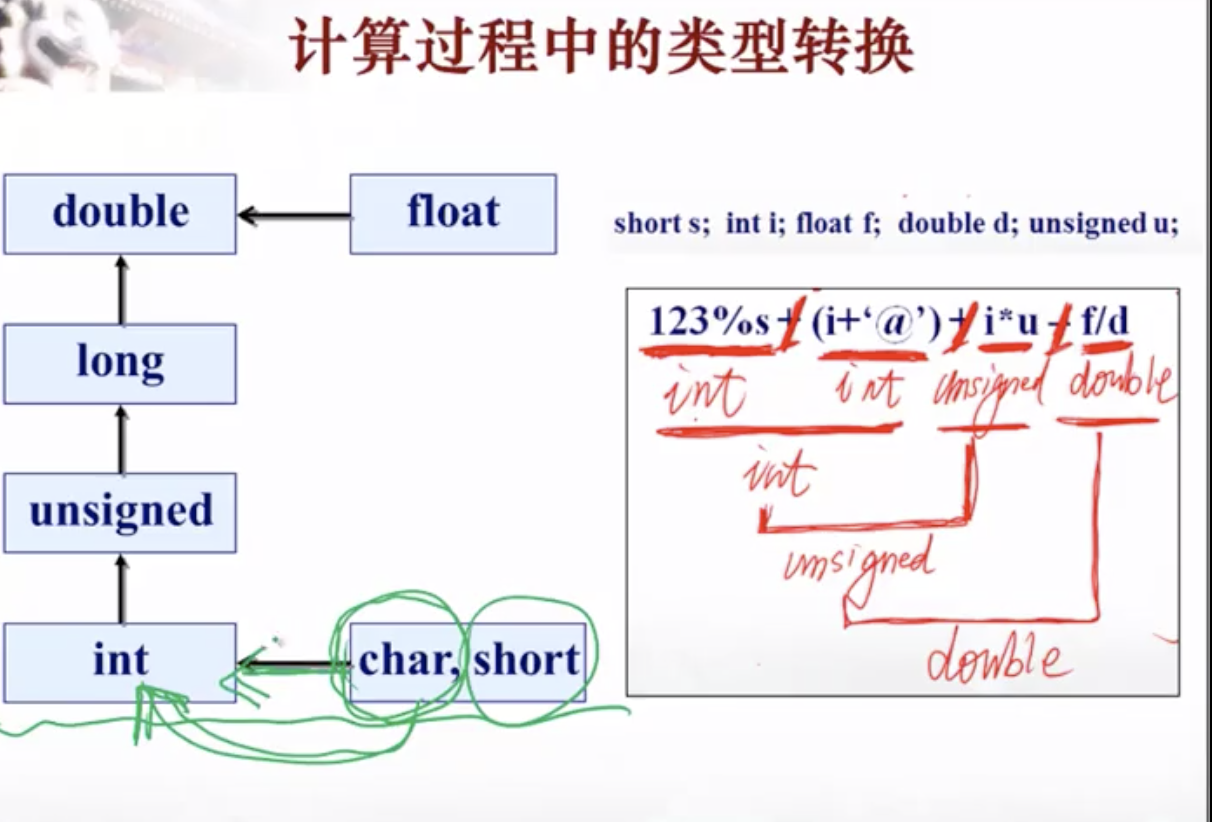 计算过程中的类型转换
double
float
short s; int i; float f; double d; unsigned u;
long
123%s + (i+‘@’) + i*u - f/d
int int unsigned double
int
unsigned
unsigned
double
int
char, short